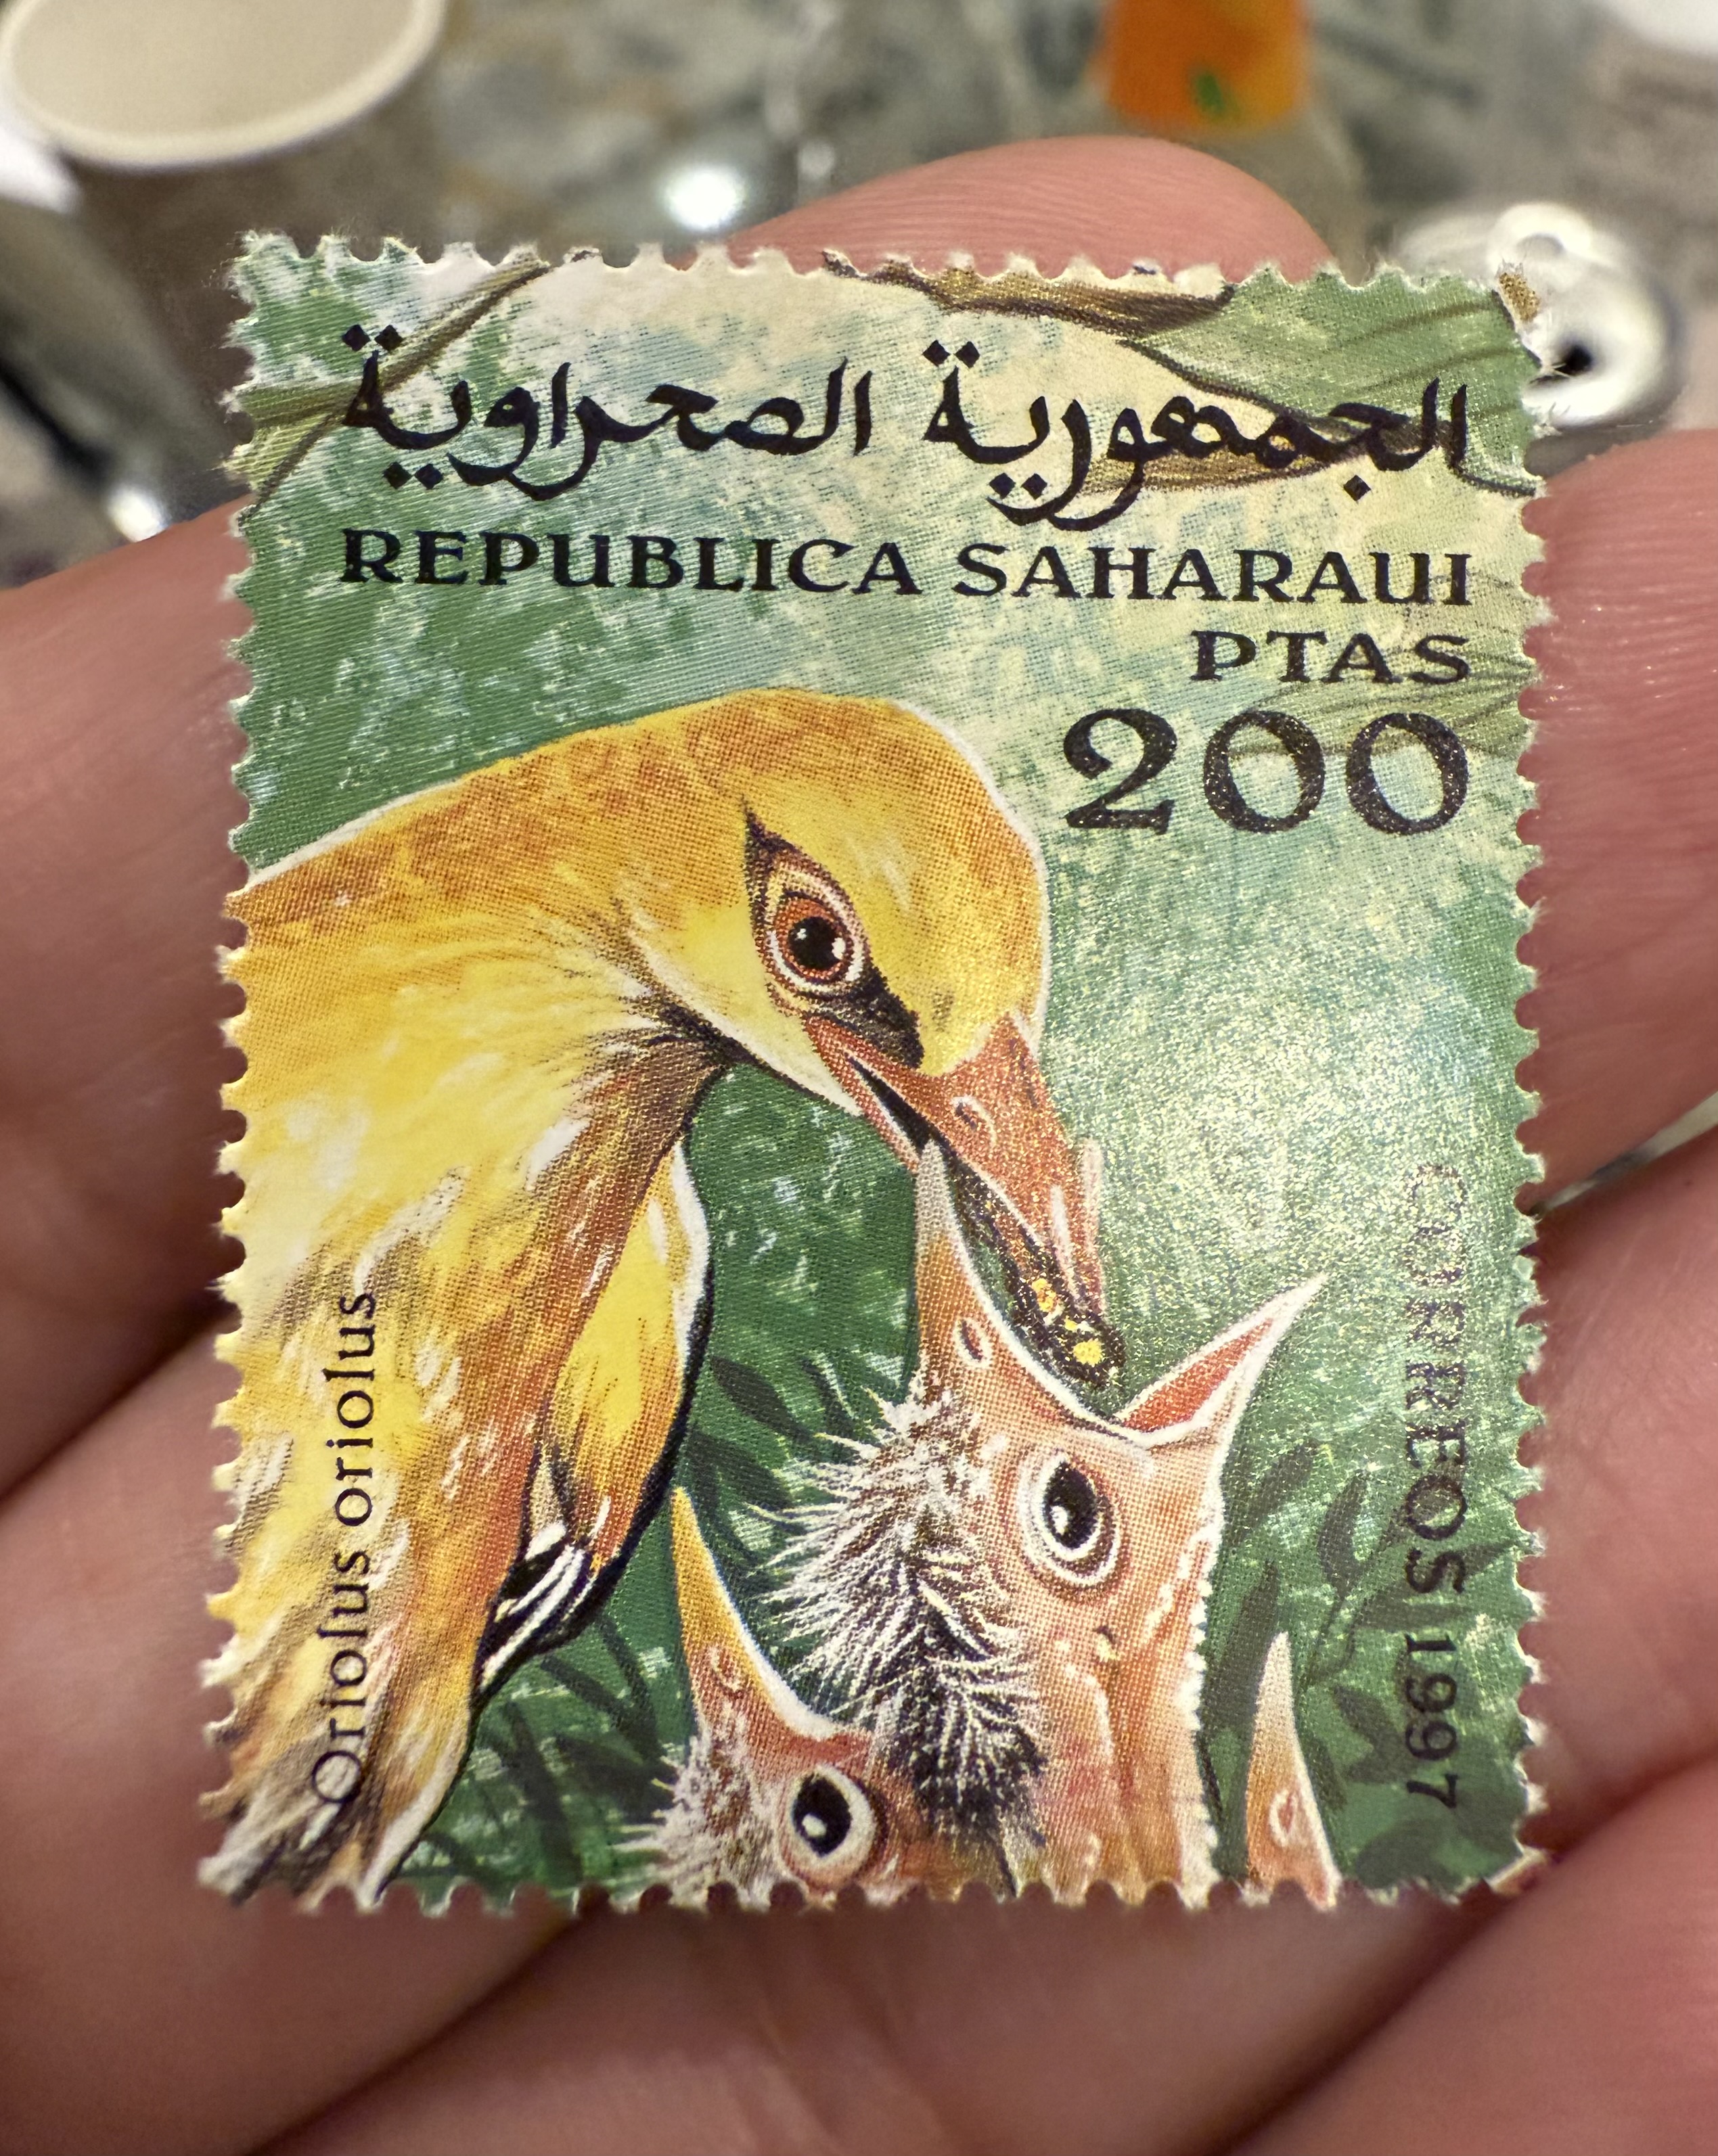 الجمهورية الصحراوية
REPUBLICA SAHARAUI
PTAS
200
Oriolus oriolus
CORREOS 1997